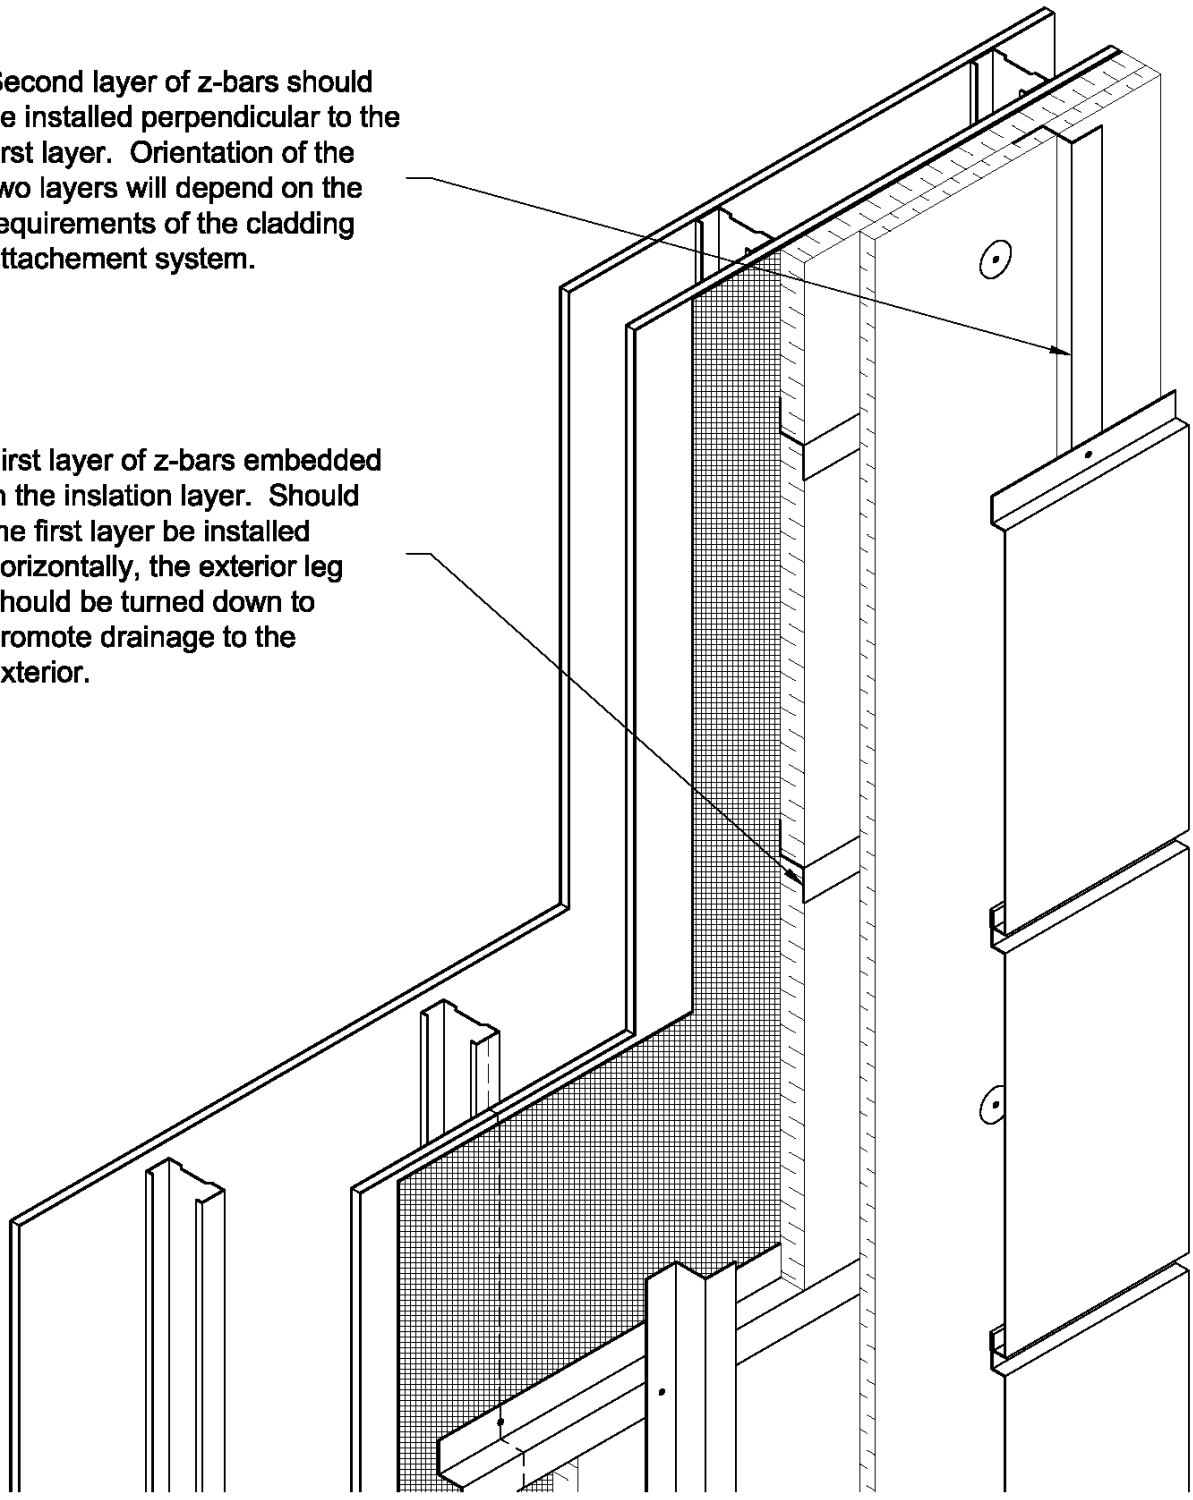 Second layer of z-bars should
e installed perpendicular to the
rst layer. Orientation of the
wo layers will depend on the
equirements of the cladding
ttachement system.
irst layer of z-bars embedded
n the inslation layer. Should
he first layer be installed
orizontally, the exterior leg
hould be turned down to
romote drainage to the
xterior.